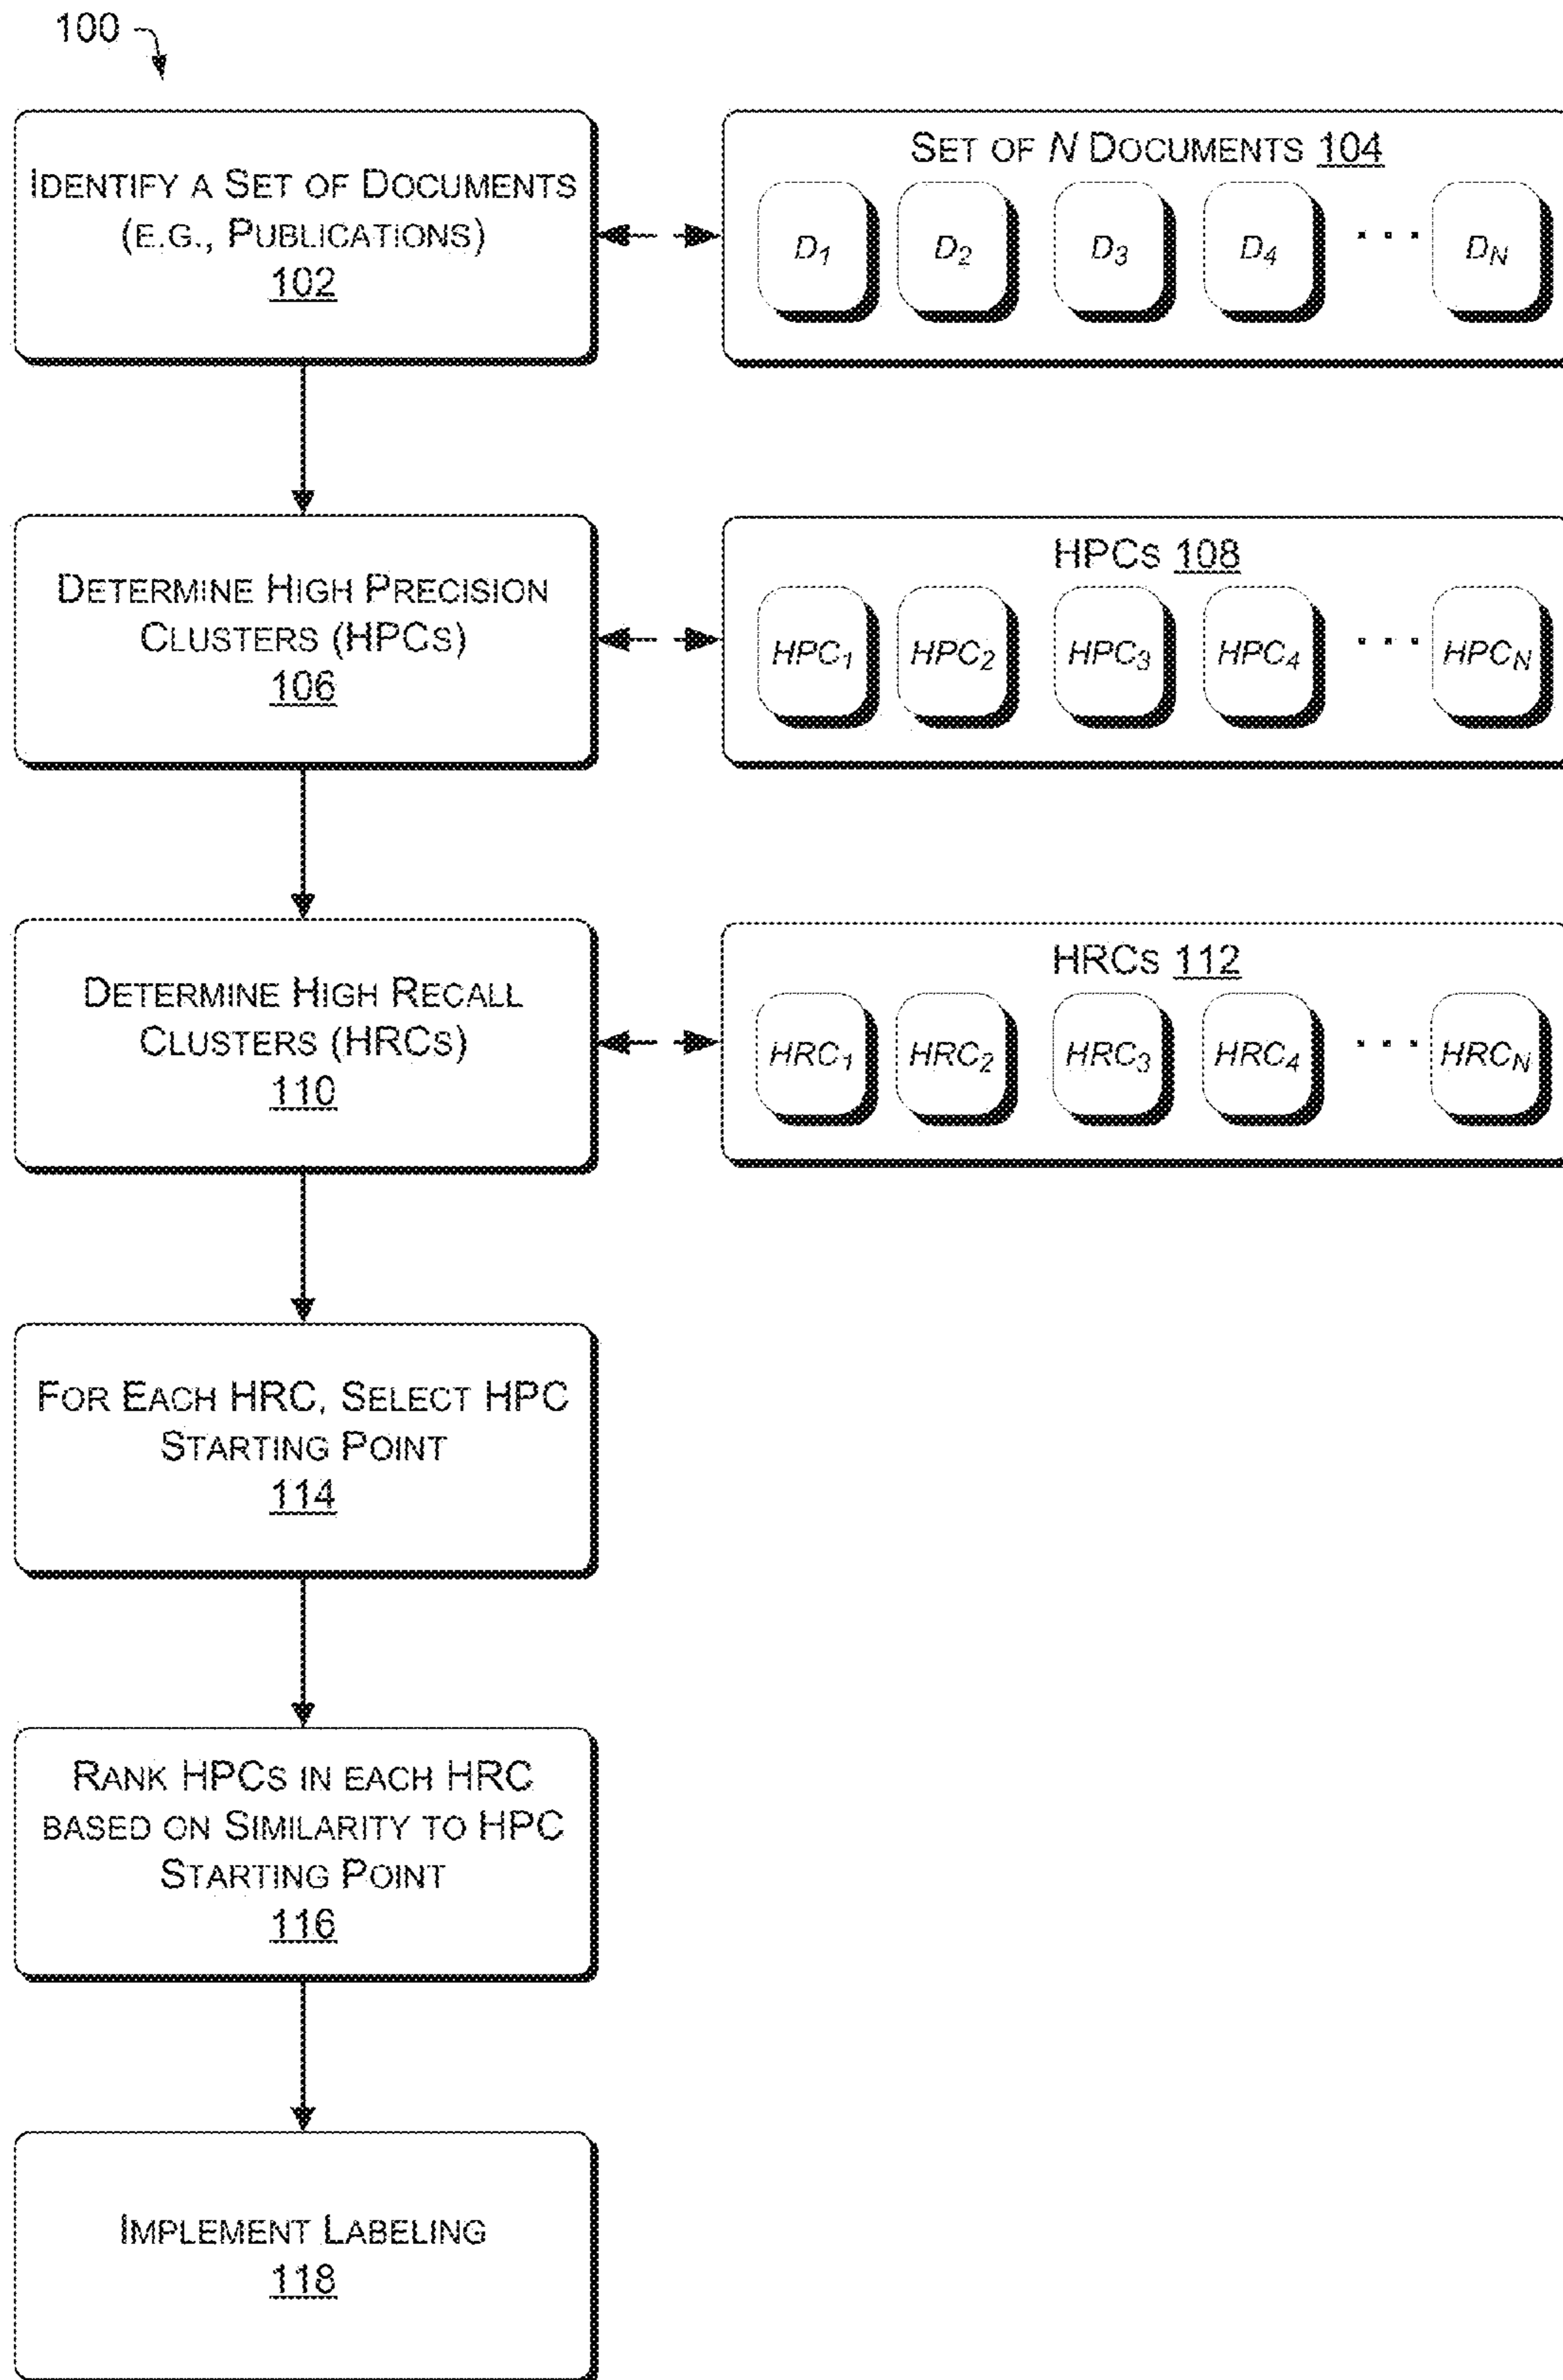 100
IDENTIFY A SET OF DOCUMENTS
(E.G., PUBLICATIONS)
102
SET OF N DOCUMENTS 104
D1 D2 D3 D4 ... DN
DETERMINE HIGH PRECISION
CLUSTERS (HPCS)
106
HPCS 108
HPC1 HPC2 HPC3 HPC4 ... HPCN
DETERMINE HIGH RECALL
CLUSTERS (HRCS)
110
HRCS 112
HRC1 HRC2 HRC3 HRC4 ... HRCN
FOR EACH HRC, SELECT HPC
STARTING POINT
114
RANK HPCS IN EACH HRC
BASED ON SIMILARITY TO HPC
STARTING POINT
116
IMPLEMENT LABELING
118